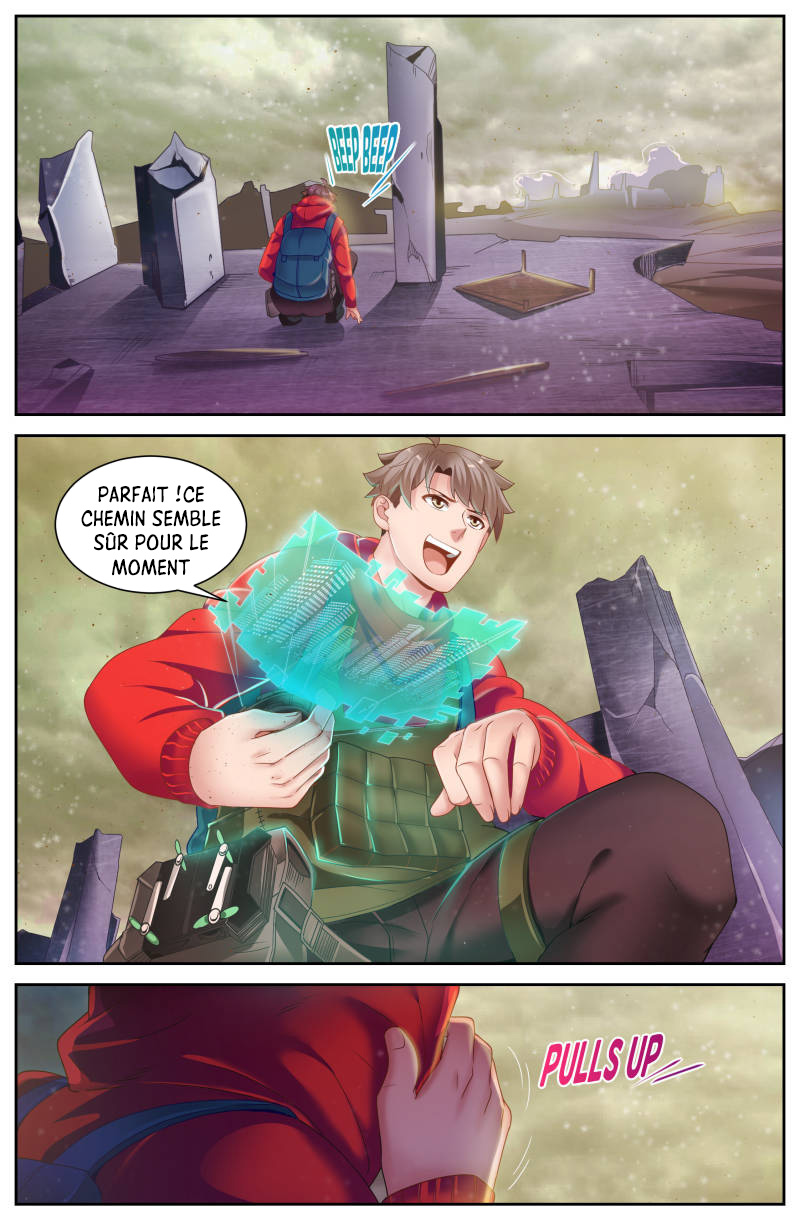 BEEP BEEP
PARFAIT !CE
CHEMIN SEMBLE
SÛR POUR LE
MOMENT
PULLS UP